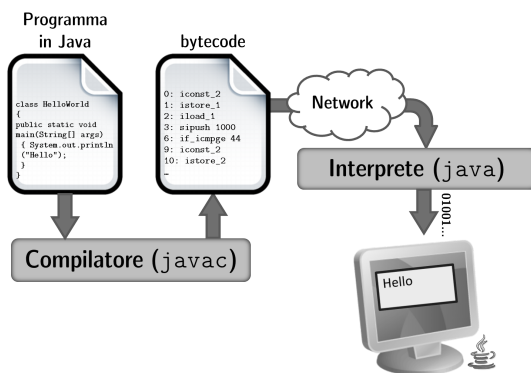 Programma
in Java
class HelloWorld
{
public static void
main(String[] args)
{ System.out.println
("Hello");
}
}
Compilatore (javac)
bytecode
0: iconst_2
1: istore_1
2: iload_1
3: sipush 1000
6: if_icmpge 44
9: iconst_2
10: istore_2
…
Network
Interprete (java)
01001...
Hello